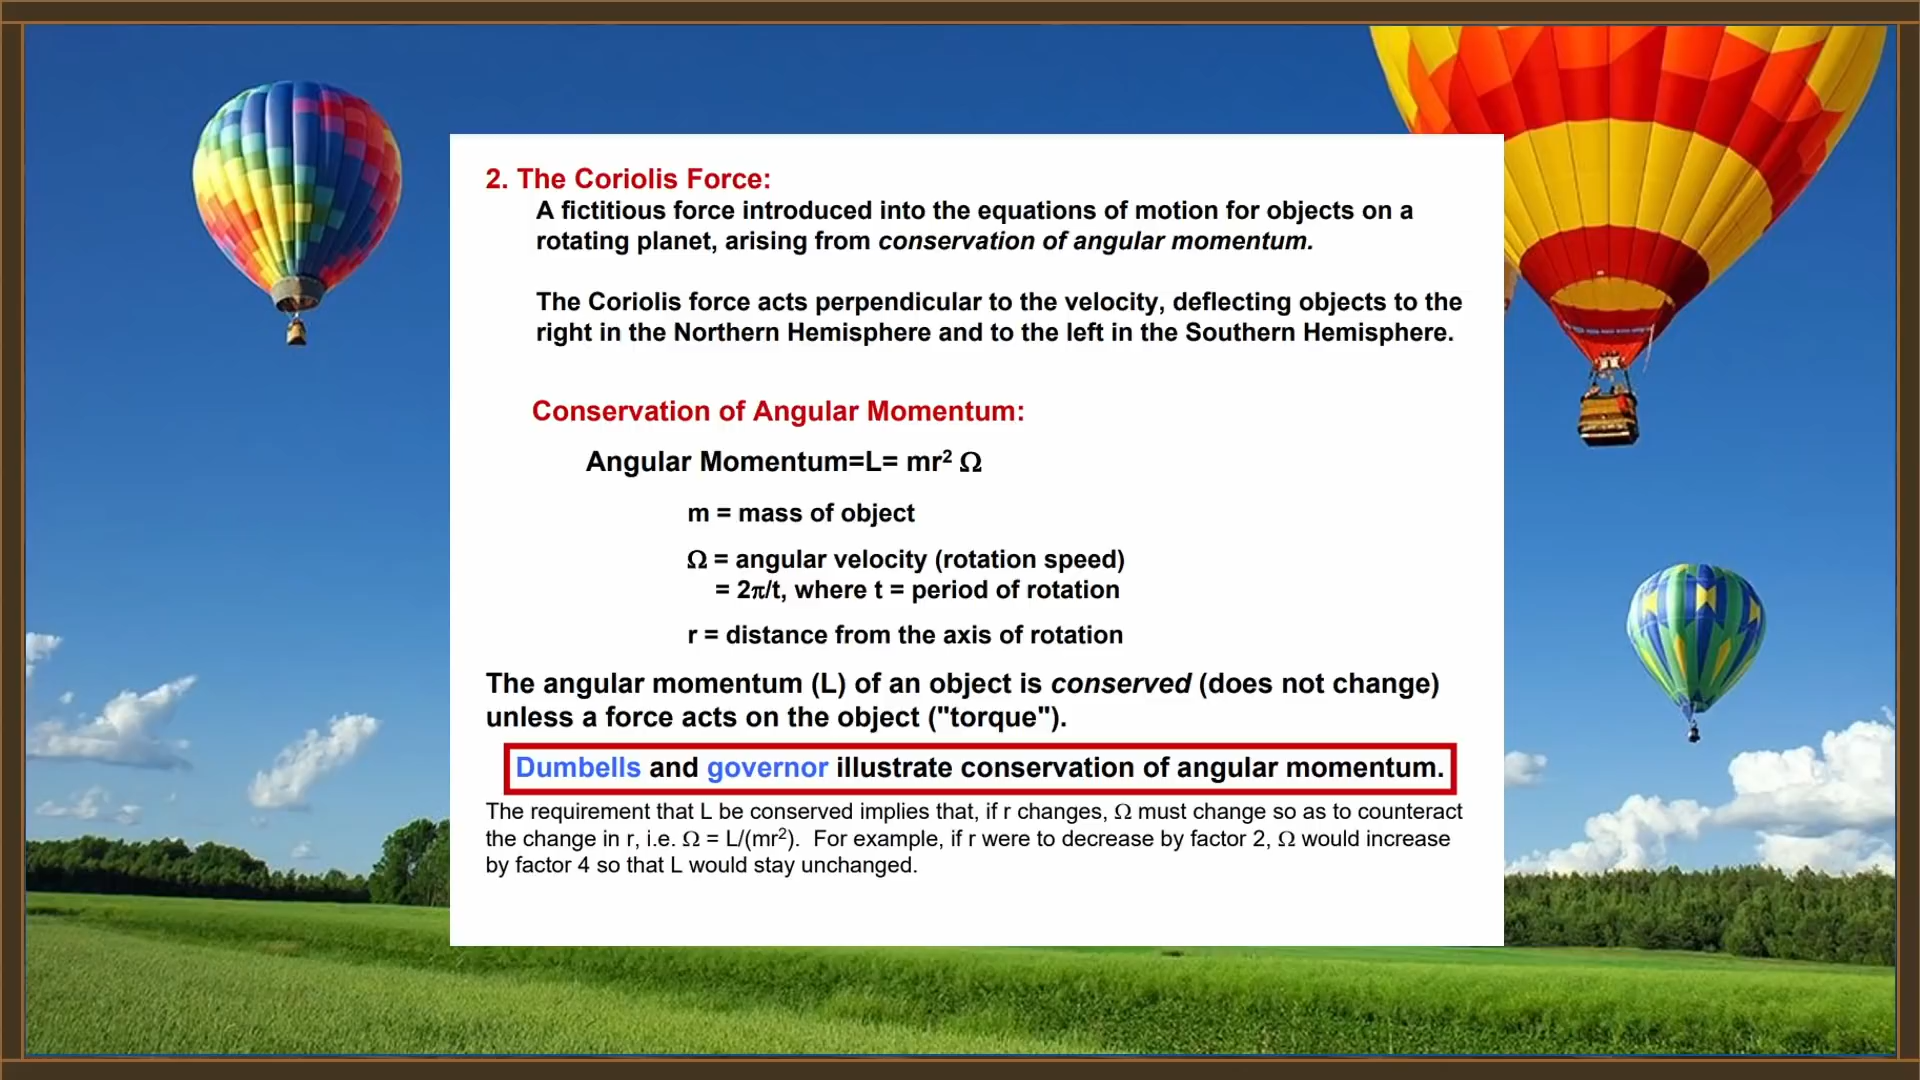 2. The Coriolis Force:
A fictitious force introduced into the equations of motion for objects on a
rotating planet, arising from conservation of angular momentum.
The Coriolis force acts perpendicular to the velocity, deflecting objects to the
right in the Northern Hemisphere and to the left in the Southern Hemisphere.
Conservation of Angular Momentum:
Angular Momentum=L= mr² Ω
m = mass of object
Ω = angular velocity (rotation speed)
= 2π/t, where t = period of rotation
r = distance from the axis of rotation
The angular momentum (L) of an object is conserved (does not change)
unless a force acts on the object ("torque").
Dumbells and governor illustrate conservation of angular momentum.
The requirement that L be conserved implies that, if r changes, Ω must change so as to counteract
the change in r, i.e. Ω = L/(mr²). For example, if r were to decrease by factor 2, Ω would increase
by factor 4 so that L would stay unchanged.